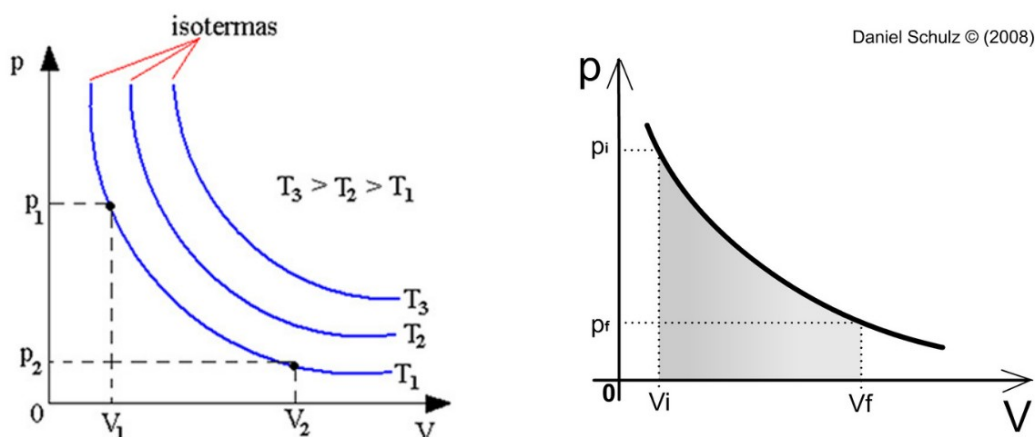 isotermas
p
T₃ > T₂ > T₁
p₁
T₃
T₂
p₂
T₁
0
V₁
V₂
V
Daniel Schulz © (2008)
p
pi
pf
0
Vi
Vf
V